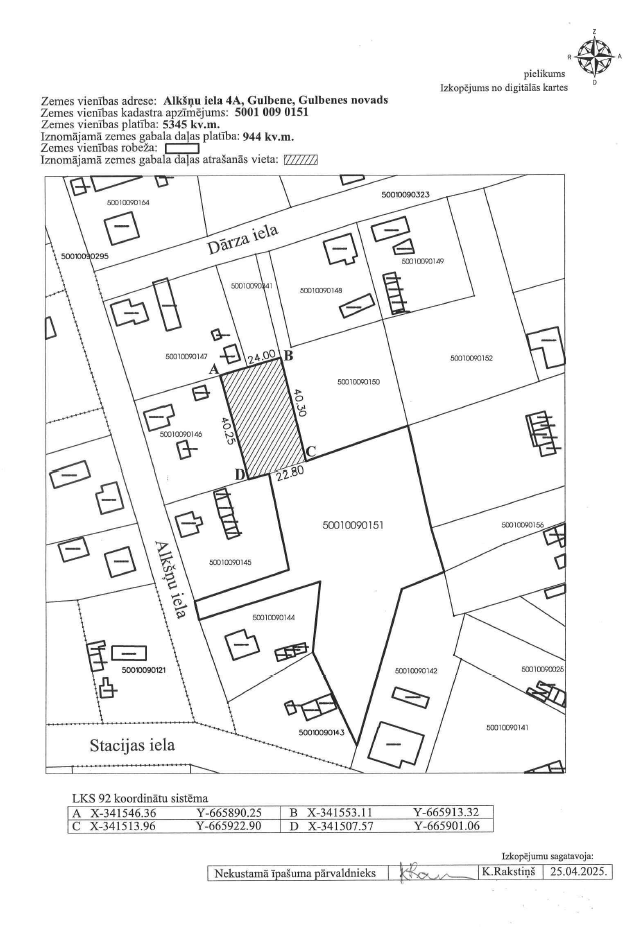 Z
R A
D
pielikums
Izkopējums no digitālās kartes
Zemes vienības adrese: Alkšņu iela 4A, Gulbene, Gulbenes novads
Zemes vienības kadastra apzīmējums: 5001 009 0151
Zemes vienības platība: 5345 kv.m.
Iznomājamā zemes gabala daļas platība: 944 kv.m.
Zemes vienības robeža:
Iznomājamā zemes gabala daļas atrašanās vieta:
50010090323
50010090164
Dārza iela
50010090295
50010090149
50010090148
50010090147
24.00
B
50010090152
A
50010090150
40.30
40.25
50010090146
C
D
22.80
50010090151
50010090156
Alkšņu iela
50010090145
50010090144
50010090121
50010090142
50010090143
50010090141
Stacijas iela
LKS 92 koordinātu sistēma
A X-341546.36 Y-665890.25 B X-341553.11 Y-665913.32
C X-341513.96 Y-665922.90 D X-341507.57 Y-665901.06
Izkopējumu sagatavoja:
Nekustamā īpašuma pārvaldnieks K.Rakstiņš 25.04.2025.